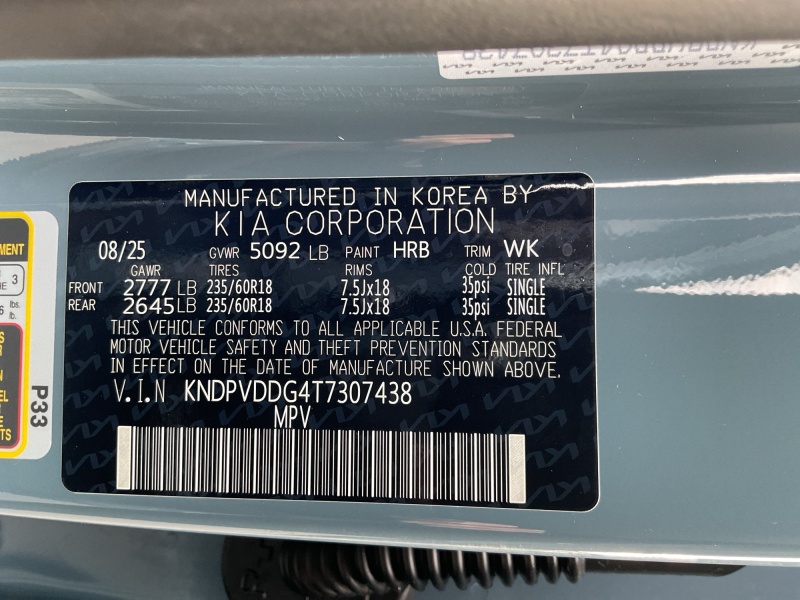 MANUFACTURED IN KOREA BY
KIA CORPORATION
08/25 GVWR 5092 LB PAINT HRB TRIM WK
GAWR TIRES RIMS COLD TIRE INFL
FRONT 2777 LB 235/60R18 7.5Jx18 35psi SINGLE
REAR 2645 LB 235/60R18 7.5Jx18 35psi SINGLE
THIS VEHICLE CONFORMS TO ALL APPLICABLE U.S.A. FEDERAL
MOTOR VEHICLE SAFETY AND THEFT PREVENTION STANDARDS
IN EFFECT ON THE DATE OF MANUFACTURE SHOWN ABOVE.
V.I.N KNDPVDDG4T7307438
MPV
P33
3
lbs.
lb.